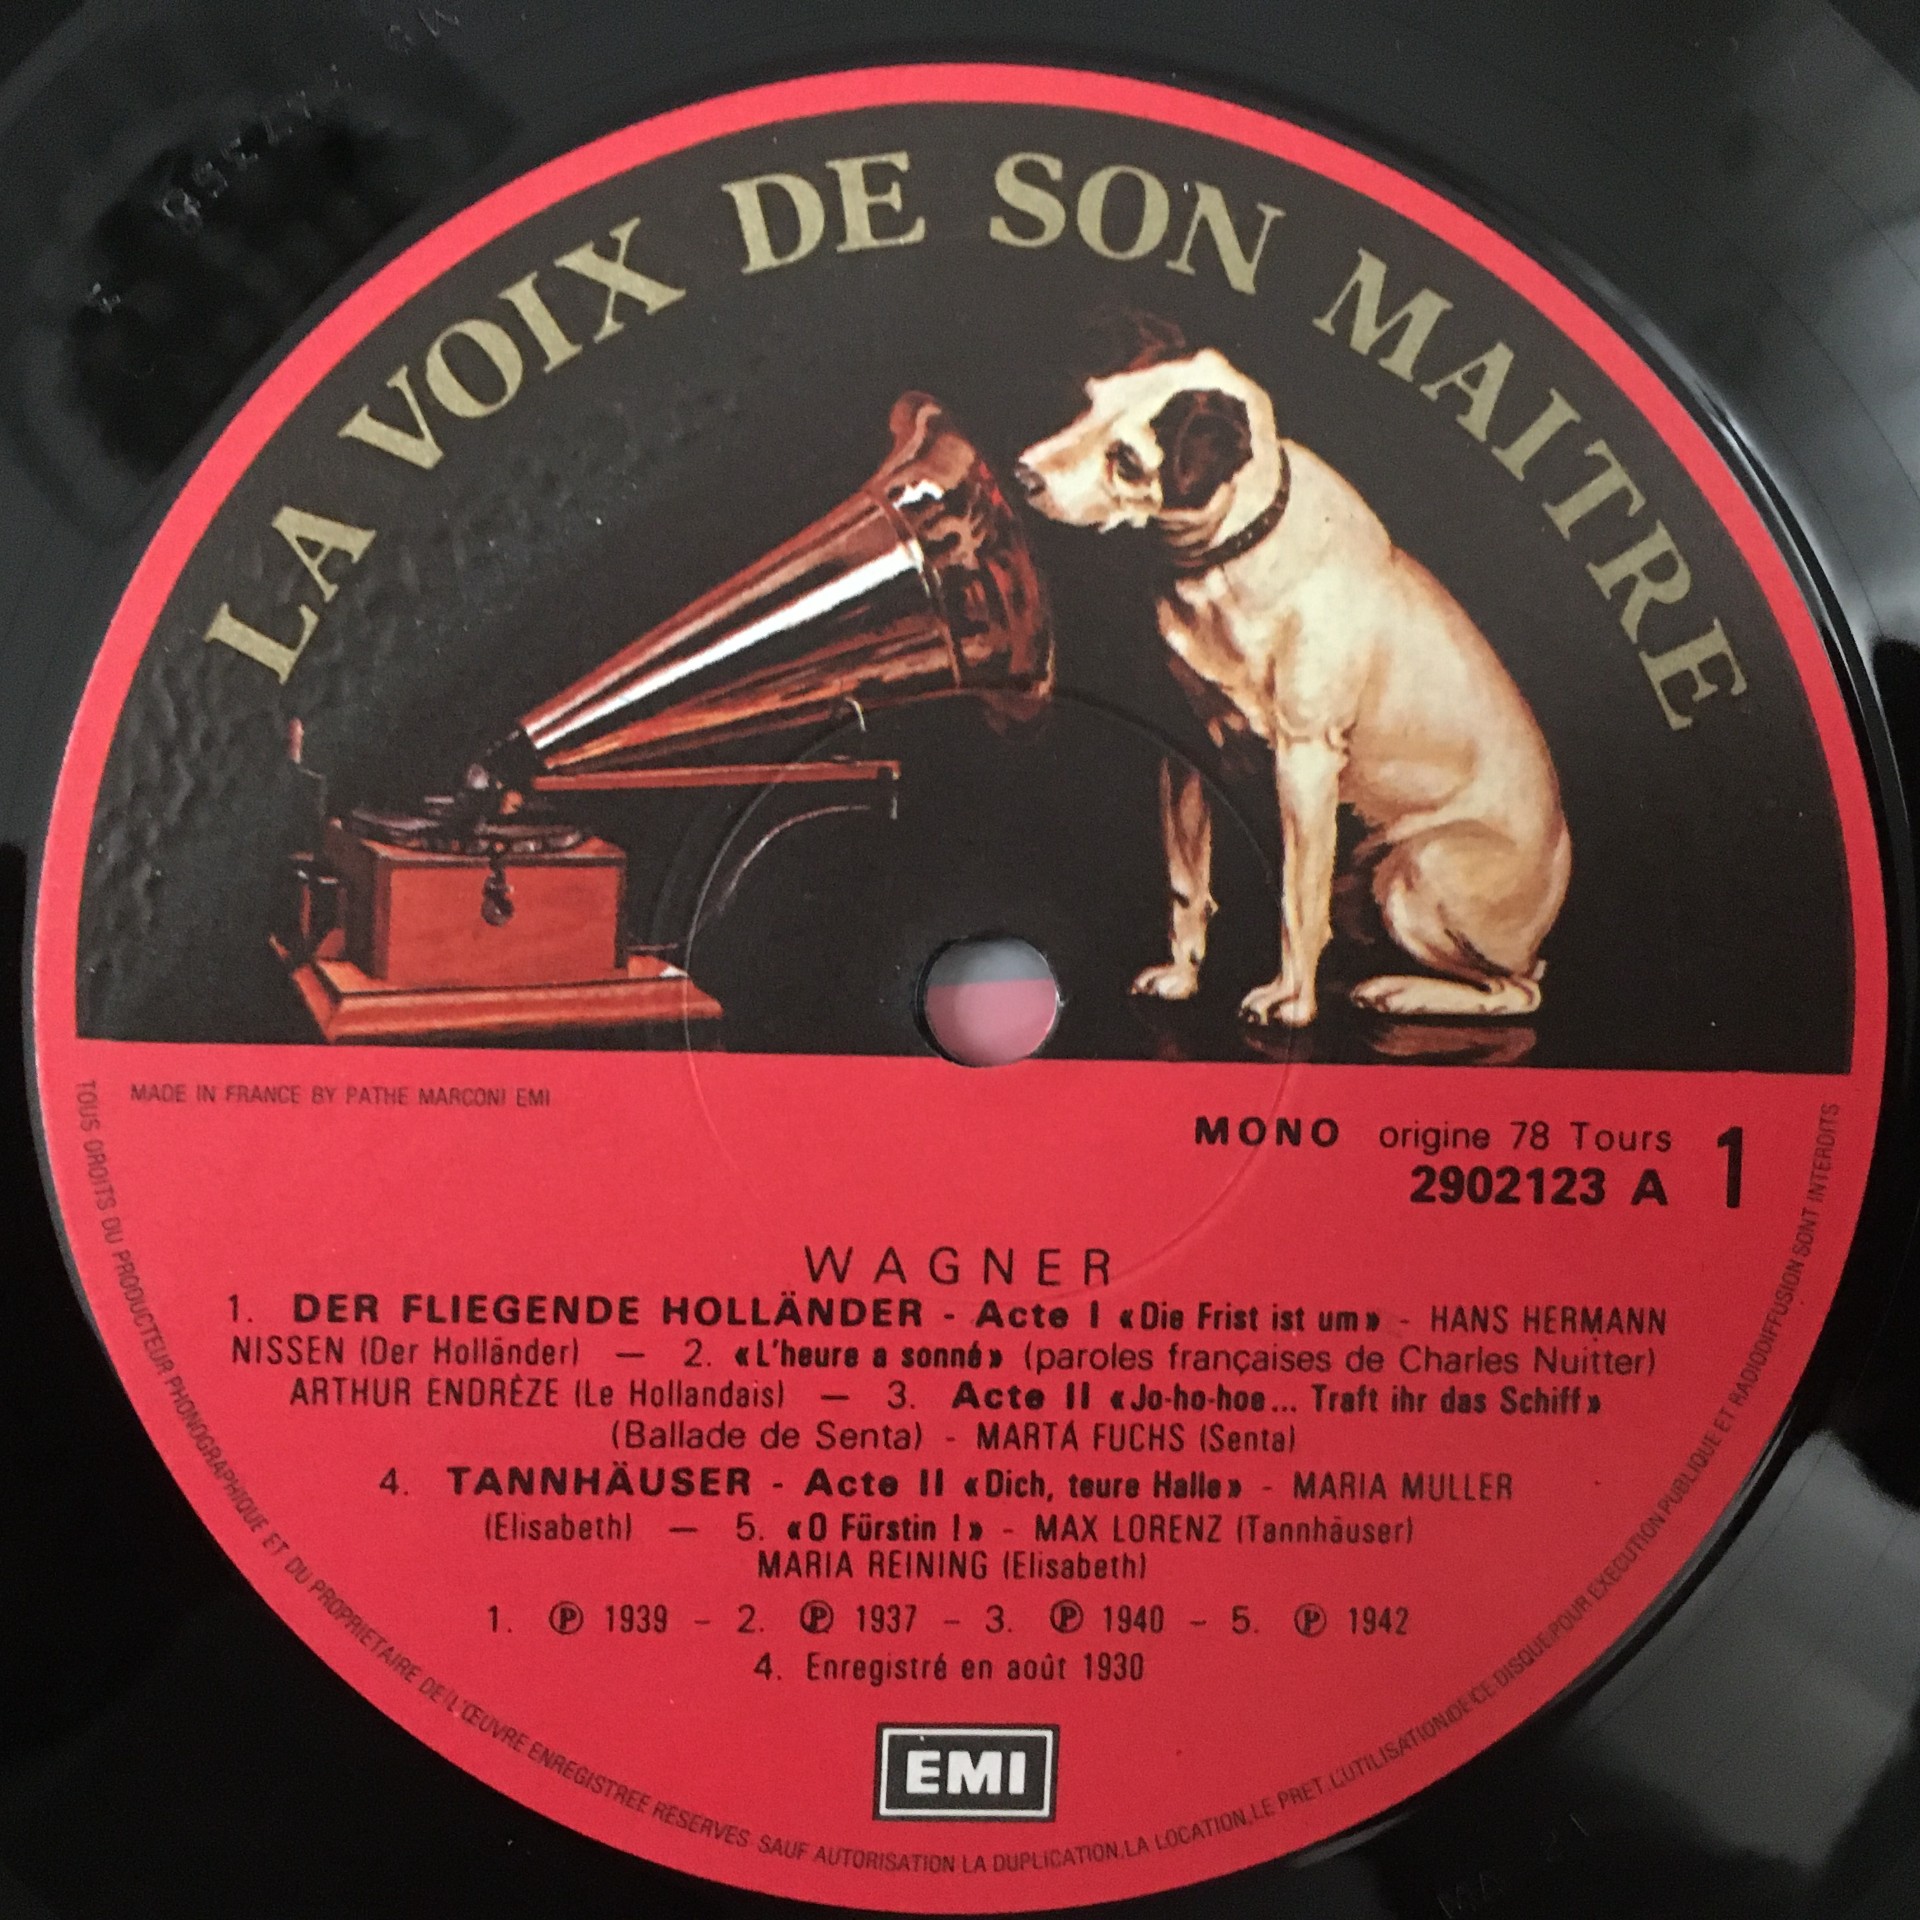 LA VOIX DE SON MAITRE
MADE IN FRANCE BY PATHE MARCONI EMI
MONO origine 78 Tours
2902123 A
1
WAGNER
1. DER FLIEGENDE HOLLÄNDER - Acte I «Die Frist ist um» - HANS HERMANN
NISSEN (Der Holländer) — 2. «L'heure a sonné» (paroles françaises de Charles Nuitter)
ARTHUR ENDRÈZE (Le Hollandais) — 3. Acte II «Jo-ho-hoe... Traft ihr das Schiff»
(Ballade de Senta) - MARTA FUCHS (Senta)
4. TANNHÄUSER - Acte II «Dich, teure Halle» - MARIA MULLER
(Elisabeth) — 5. «O Fürstin !» - MAX LORENZ (Tannhäuser)
MARIA REINING (Elisabeth)
1. ℗ 1939 - 2. ℗ 1937 - 3. ℗ 1940 - 5. ℗ 1942
4. Enregistré en août 1930
EMI
TOUS DROITS DU PRODUCTEUR PHONOGRAPHIQUE ET DU PROPRIETAIRE DE L'ŒUVRE ENREGISTREE RESERVES SAUF AUTORISATION LA DUPLICATION, LA LOCATION, LE PRET, L'UTILISATION DE CE DISQUE POUR EXECUTION PUBLIQUE ET RADIODIFFUSION SONT INTERDITS